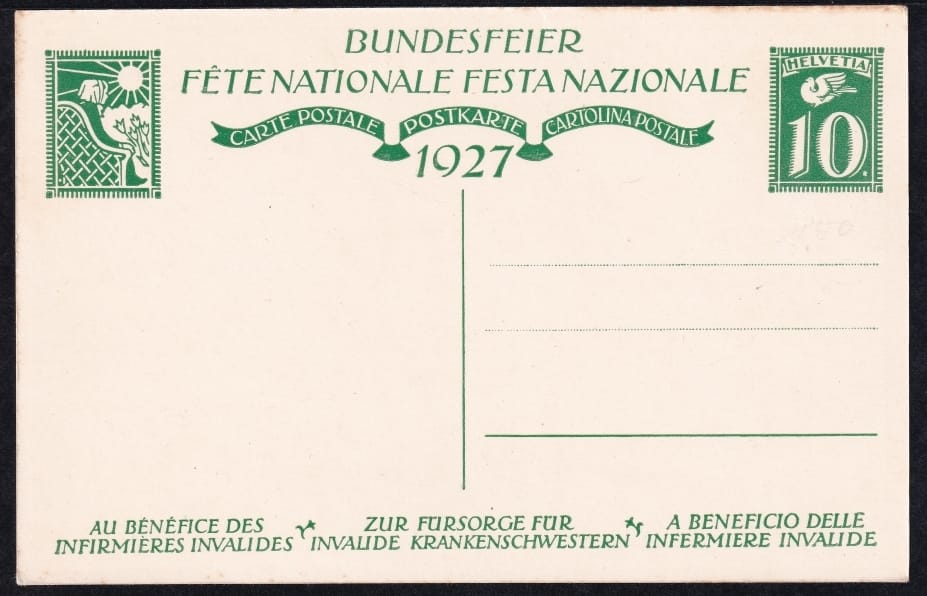 BUNDESFEIER
FÊTE NATIONALE FESTA NAZIONALE
CARTE POSTALE POSTKARTE CARTOLINA POSTALE
1927
HELVETIA
10
AU BÉNÉFICE DES
INFIRMIÈRES INVALIDES
ZUR FÜRSORGE FÜR
INVALIDE KRANKENSCHWESTERN
A BENEFICIO DELLE
INFERMIERE INVALIDE